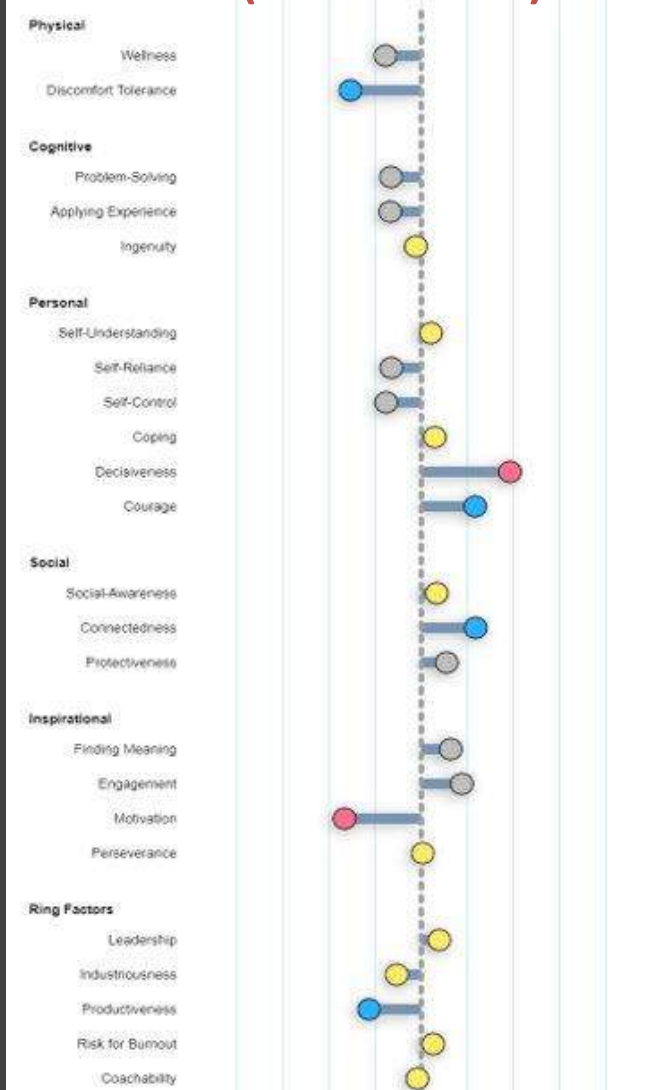 Physical
Wellness
Discomfort Tolerance
Cognitive
Problem-Solving
Applying Experience
Ingenuity
Personal
Self-Understanding
Self-Reliance
Self-Control
Coping
Decisiveness
Courage
Social
Social-Awareness
Connectedness
Protectiveness
Inspirational
Finding Meaning
Engagement
Motivation
Perseverance
Ring Factors
Leadership
Industriousness
Productiveness
Risk for Burnout
Coachability